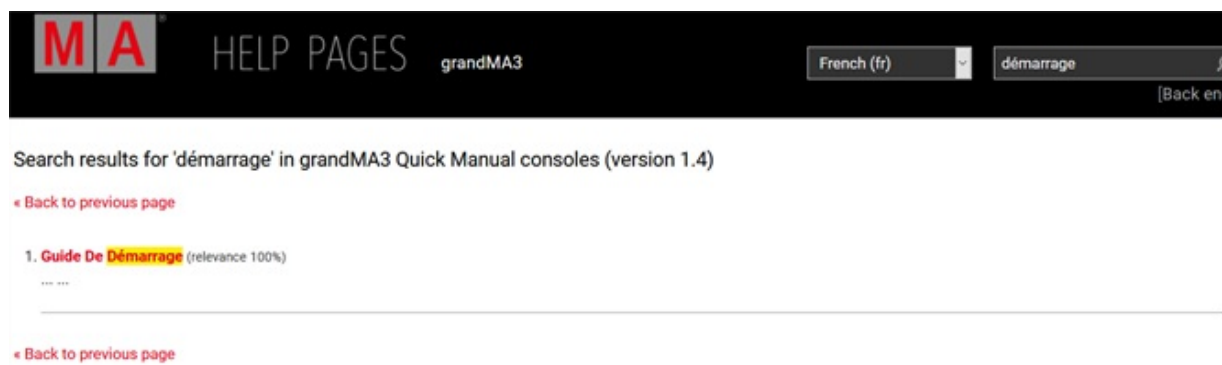 MA®
HELP PAGES grandMA3 French (fr) démarrage
[Back en
Search results for 'démarrage' in grandMA3 Quick Manual consoles (version 1.4)
« Back to previous page
1. Guide De Démarrage (relevance 100%)
... ...
« Back to previous page